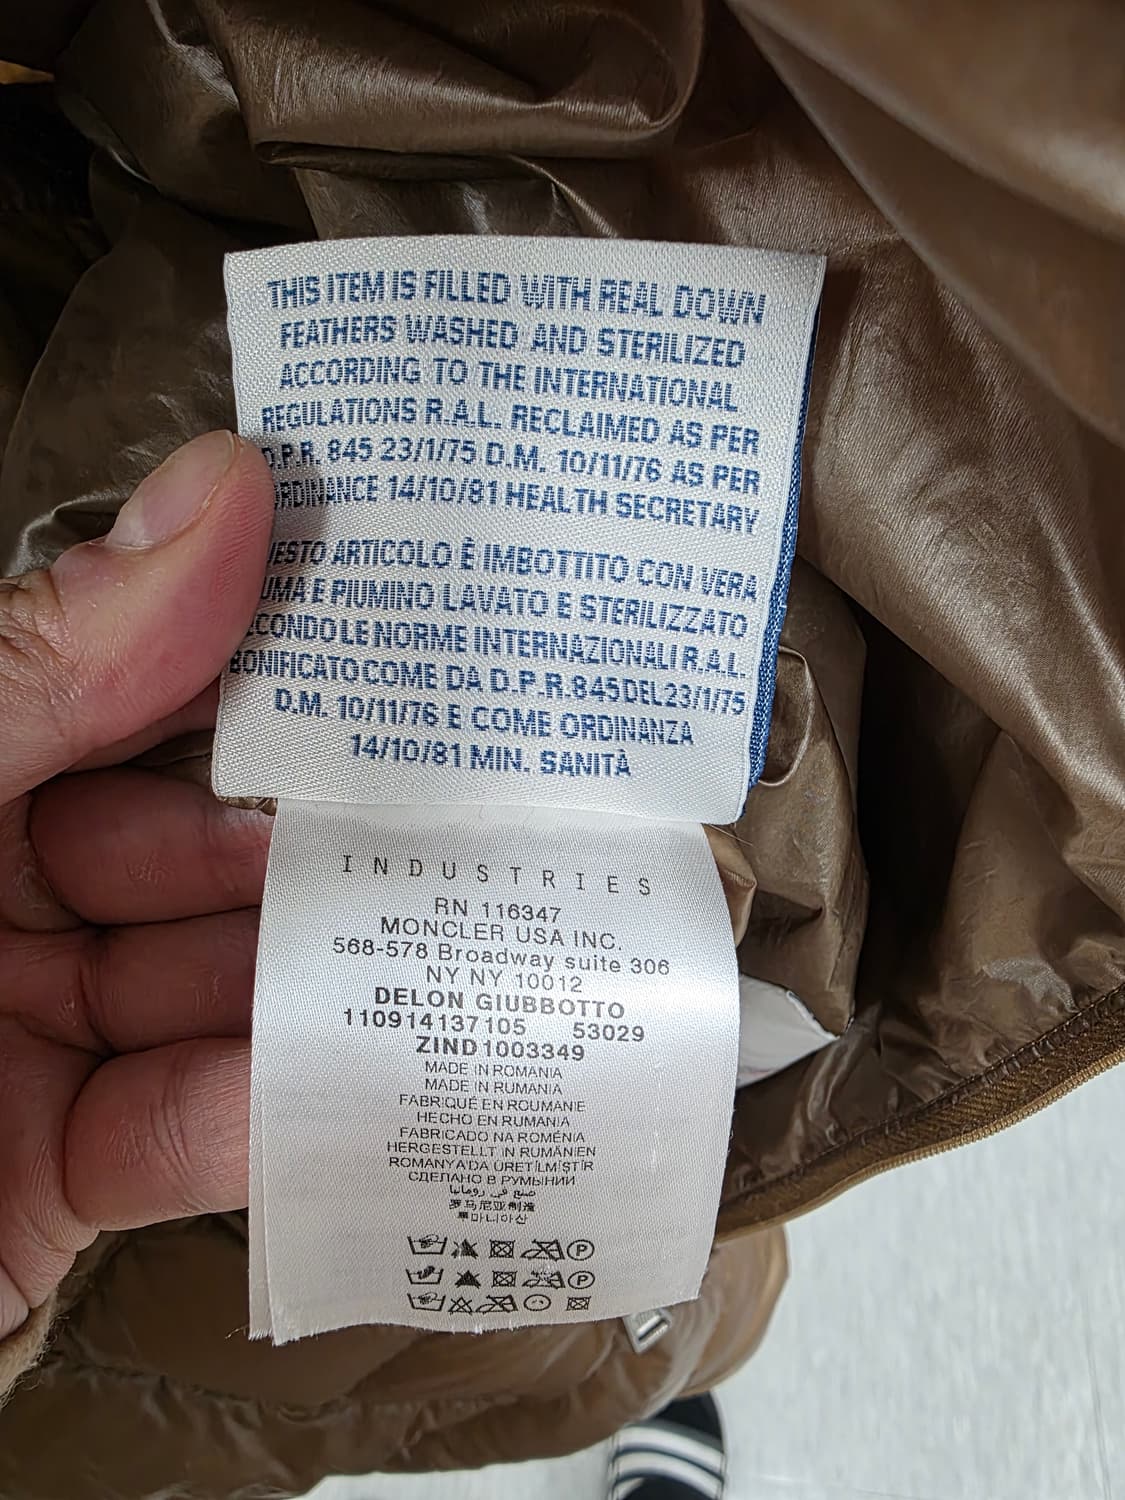 THIS ITEM IS FILLED WITH REAL DOWN
FEATHERS WASHED AND STERILIZED
ACCORDING TO THE INTERNATIONAL
REGULATIONS R.A.L. RECLAIMED AS PER
D.P.R. 845 23/1/75 D.M. 10/11/76 AS PER
ORDINANCE 14/10/81 HEALTH SECRETARY
ESTO ARTICOLO È IMBOTTITO CON VERA
UMA E PIUMINO LAVATO E STERILIZZATO
CONDO LE NORME INTERNAZIONALI R.A.L.
BONIFICATO COME DA D.P.R. 845 DEL 23/1/75
D.M. 10/11/76 E COME ORDINANZA
14/10/81 MIN. SANITÀ
INDUSTRIES
RN 116347
MONCLER USA INC.
568-578 Broadway suite 306
NY NY 10012
DELON GIUBBOTTO
110914137105 53029
ZIND1003349
MADE IN ROMANIA
MADE IN RUMANIA
FABRIQUÉ EN ROUMANIE
HECHO EN RUMANIA
FABRICADO NA ROMÉNIA
HERGESTELLT IN RUMÄNIEN
ROMANYA'DA ÜRETİLMİŞTİR
СДЕЛАНО В РУМЫНИИ
صنع في رومانيا
罗马尼亚制造
루마니아산
P
P